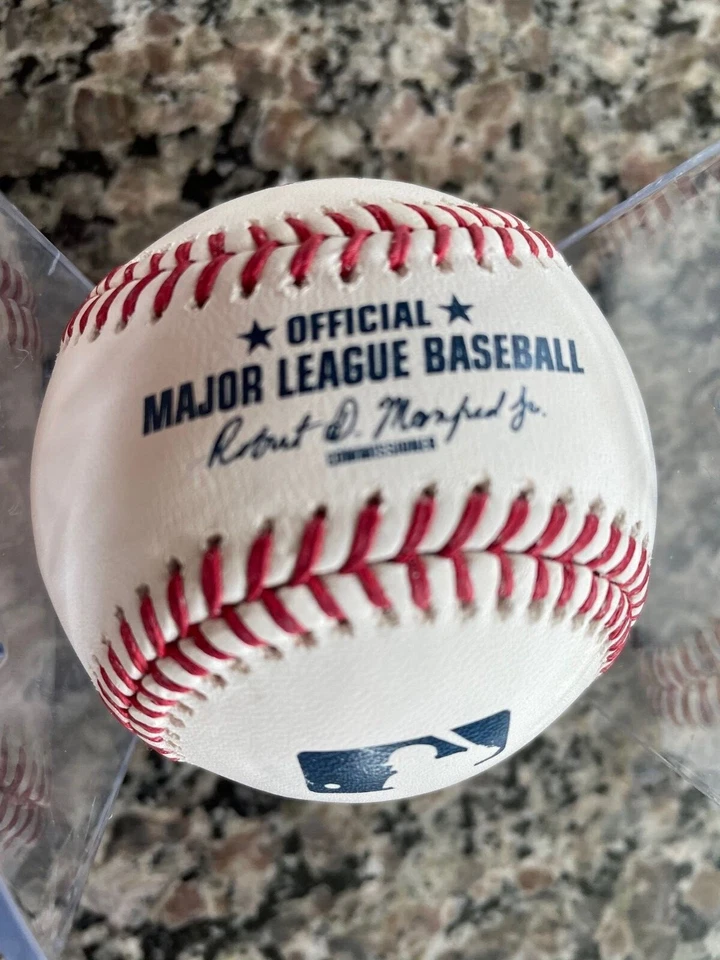 ★ OFFICIAL ★
MAJOR LEAGUE BASEBALL
Robert D. Manfred Jr.
COMMISSIONER